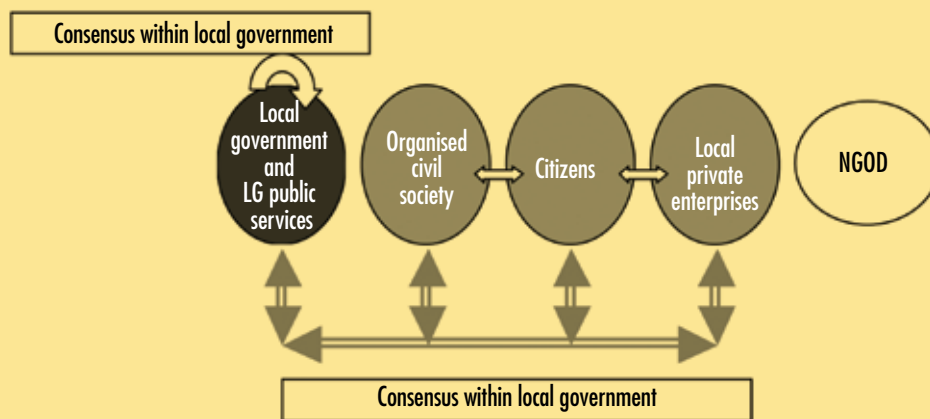 Consensus within local government
Local
government
and
LG public
services
Organised
civil
society
Citizens
Local
private
enterprises
NGOD
Consensus within local government